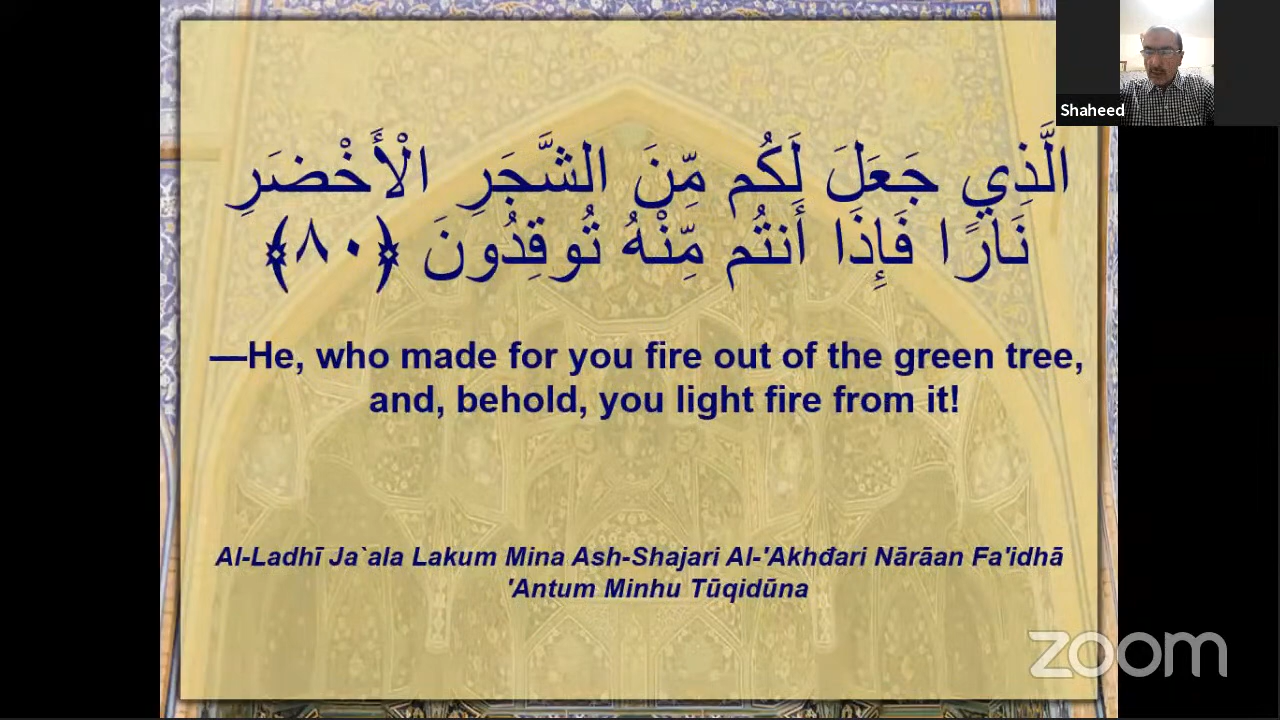 Shaheed
الَّذِي جَعَلَ لَكُم مِّنَ الشَّجَرِ الْأَخْضَرِ
نَارًا فَإِذَا أَنتُم مِّنْهُ تُوقِدُونَ ﴿٨٠﴾
—He, who made for you fire out of the green tree,
and, behold, you light fire from it!
Al-Ladhī Ja`ala Lakum Mina Ash-Shajari Al-'Akhđari Nārāan Fa'idhā
'Antum Minhu Tūqidūna
zoom